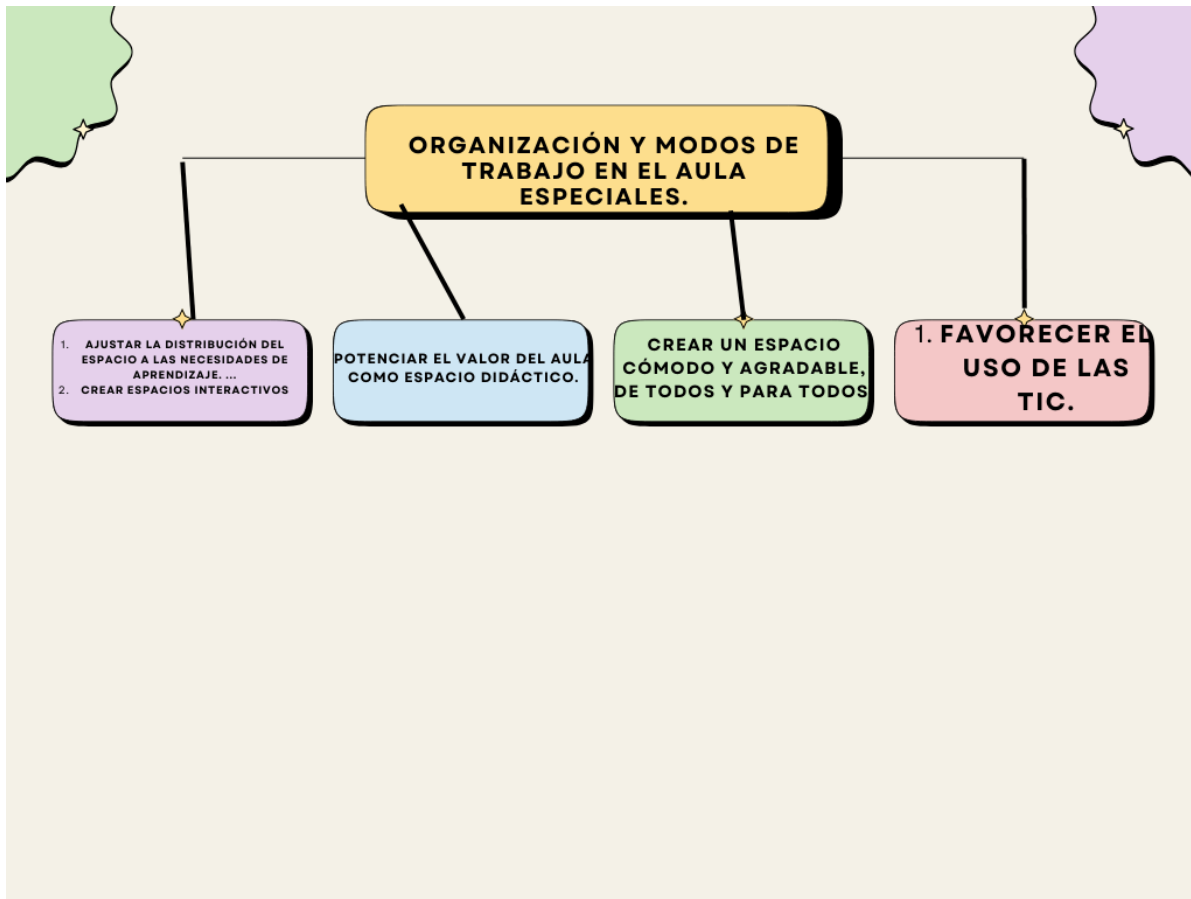 ORGANIZACIÓN Y MODOS DE
TRABAJO EN EL AULA
ESPECIALES.
1. AJUSTAR LA DISTRIBUCIÓN DEL
ESPACIO A LAS NECESIDADES DE
APRENDIZAJE. ...
2. CREAR ESPACIOS INTERACTIVOS
POTENCIAR EL VALOR DEL AULA
COMO ESPACIO DIDÁCTICO.
CREAR UN ESPACIO
CÓMODO Y AGRADABLE,
DE TODOS Y PARA TODOS
1. FAVORECER EL
USO DE LAS
TIC.